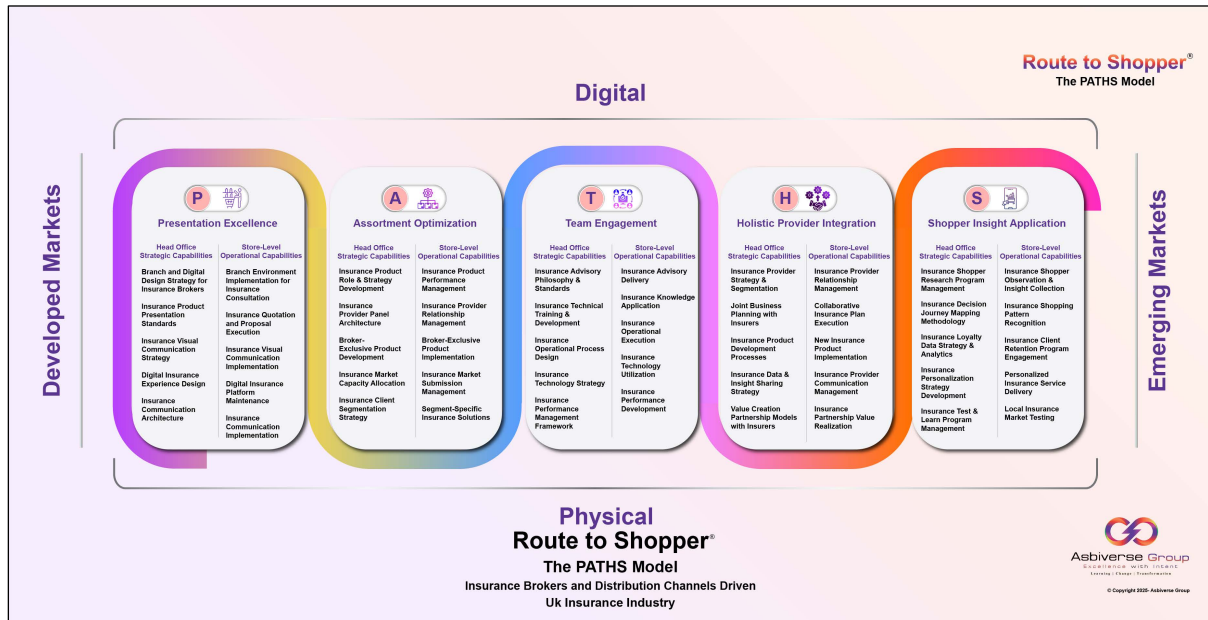 Route to Shopper®
The PATHS Model
Digital
Developed Markets
Emerging Markets
P
Presentation Excellence
Head Office
Strategic Capabilities
Branch and Digital
Design Strategy for
Insurance Brokers
Insurance Product
Presentation
Standards
Insurance Visual
Communication
Strategy
Digital Insurance
Experience Design
Insurance
Communication
Architecture
Store-Level
Operational Capabilities
Branch Environment
Implementation for
Insurance
Consultation
Insurance Quotation
and Proposal
Execution
Insurance Visual
Communication
Implementation
Digital Insurance
Platform
Maintenance
Insurance
Communication
Implementation
A
Assortment Optimization
Head Office
Strategic Capabilities
Insurance Product
Role & Strategy
Development
Insurance
Provider Panel
Architecture
Broker-
Exclusive Product
Development
Insurance Market
Capacity Allocation
Insurance Client
Segmentation
Strategy
Store-Level
Operational Capabilities
Insurance Product
Performance
Management
Insurance Provider
Relationship
Management
Broker-Exclusive
Product
Implementation
Insurance Market
Submission
Management
Segment-Specific
Insurance Solutions
T
Team Engagement
Head Office
Strategic Capabilities
Insurance Advisory
Philosophy &
Standards
Insurance Technical
Training &
Development
Insurance
Operational Process
Design
Insurance
Technology Strategy
Insurance
Performance
Management
Framework
Store-Level
Operational Capabilities
Insurance Advisory
Delivery
Insurance Knowledge
Application
Insurance
Operational
Execution
Insurance
Technology
Utilization
Insurance
Performance
Development
H
Holistic Provider Integration
Head Office
Strategic Capabilities
Insurance Provider
Strategy &
Segmentation
Joint Business
Planning with
Insurers
Insurance Product
Development
Processes
Insurance Data &
Insight Sharing
Strategy
Value Creation
Partnership Models
with Insurers
Store-Level
Operational Capabilities
Insurance Provider
Relationship
Management
Collaborative
Insurance Plan
Execution
New Insurance
Product
Implementation
Insurance Provider
Communication
Management
Insurance
Partnership Value
Realization
S
Shopper Insight Application
Head Office
Strategic Capabilities
Insurance Shopper
Research Program
Management
Insurance Decision
Journey Mapping
Methodology
Insurance Loyalty
Data Strategy &
Analytics
Insurance
Personalization
Strategy
Development
Insurance Test &
Learn Program
Management
Store-Level
Operational Capabilities
Insurance Shopper
Observation &
Insight Collection
Insurance Shopping
Pattern
Recognition
Insurance Client
Retention Program
Engagement
Personalized
Insurance Service
Delivery
Local Insurance
Market Testing
Physical
Route to Shopper®
The PATHS Model
Insurance Brokers and Distribution Channels Driven
Uk Insurance Industry
Asbiverse Group
Excellence with Intent
Learning | Change | Transformation
© Copyright 2025- Asbiverse Group